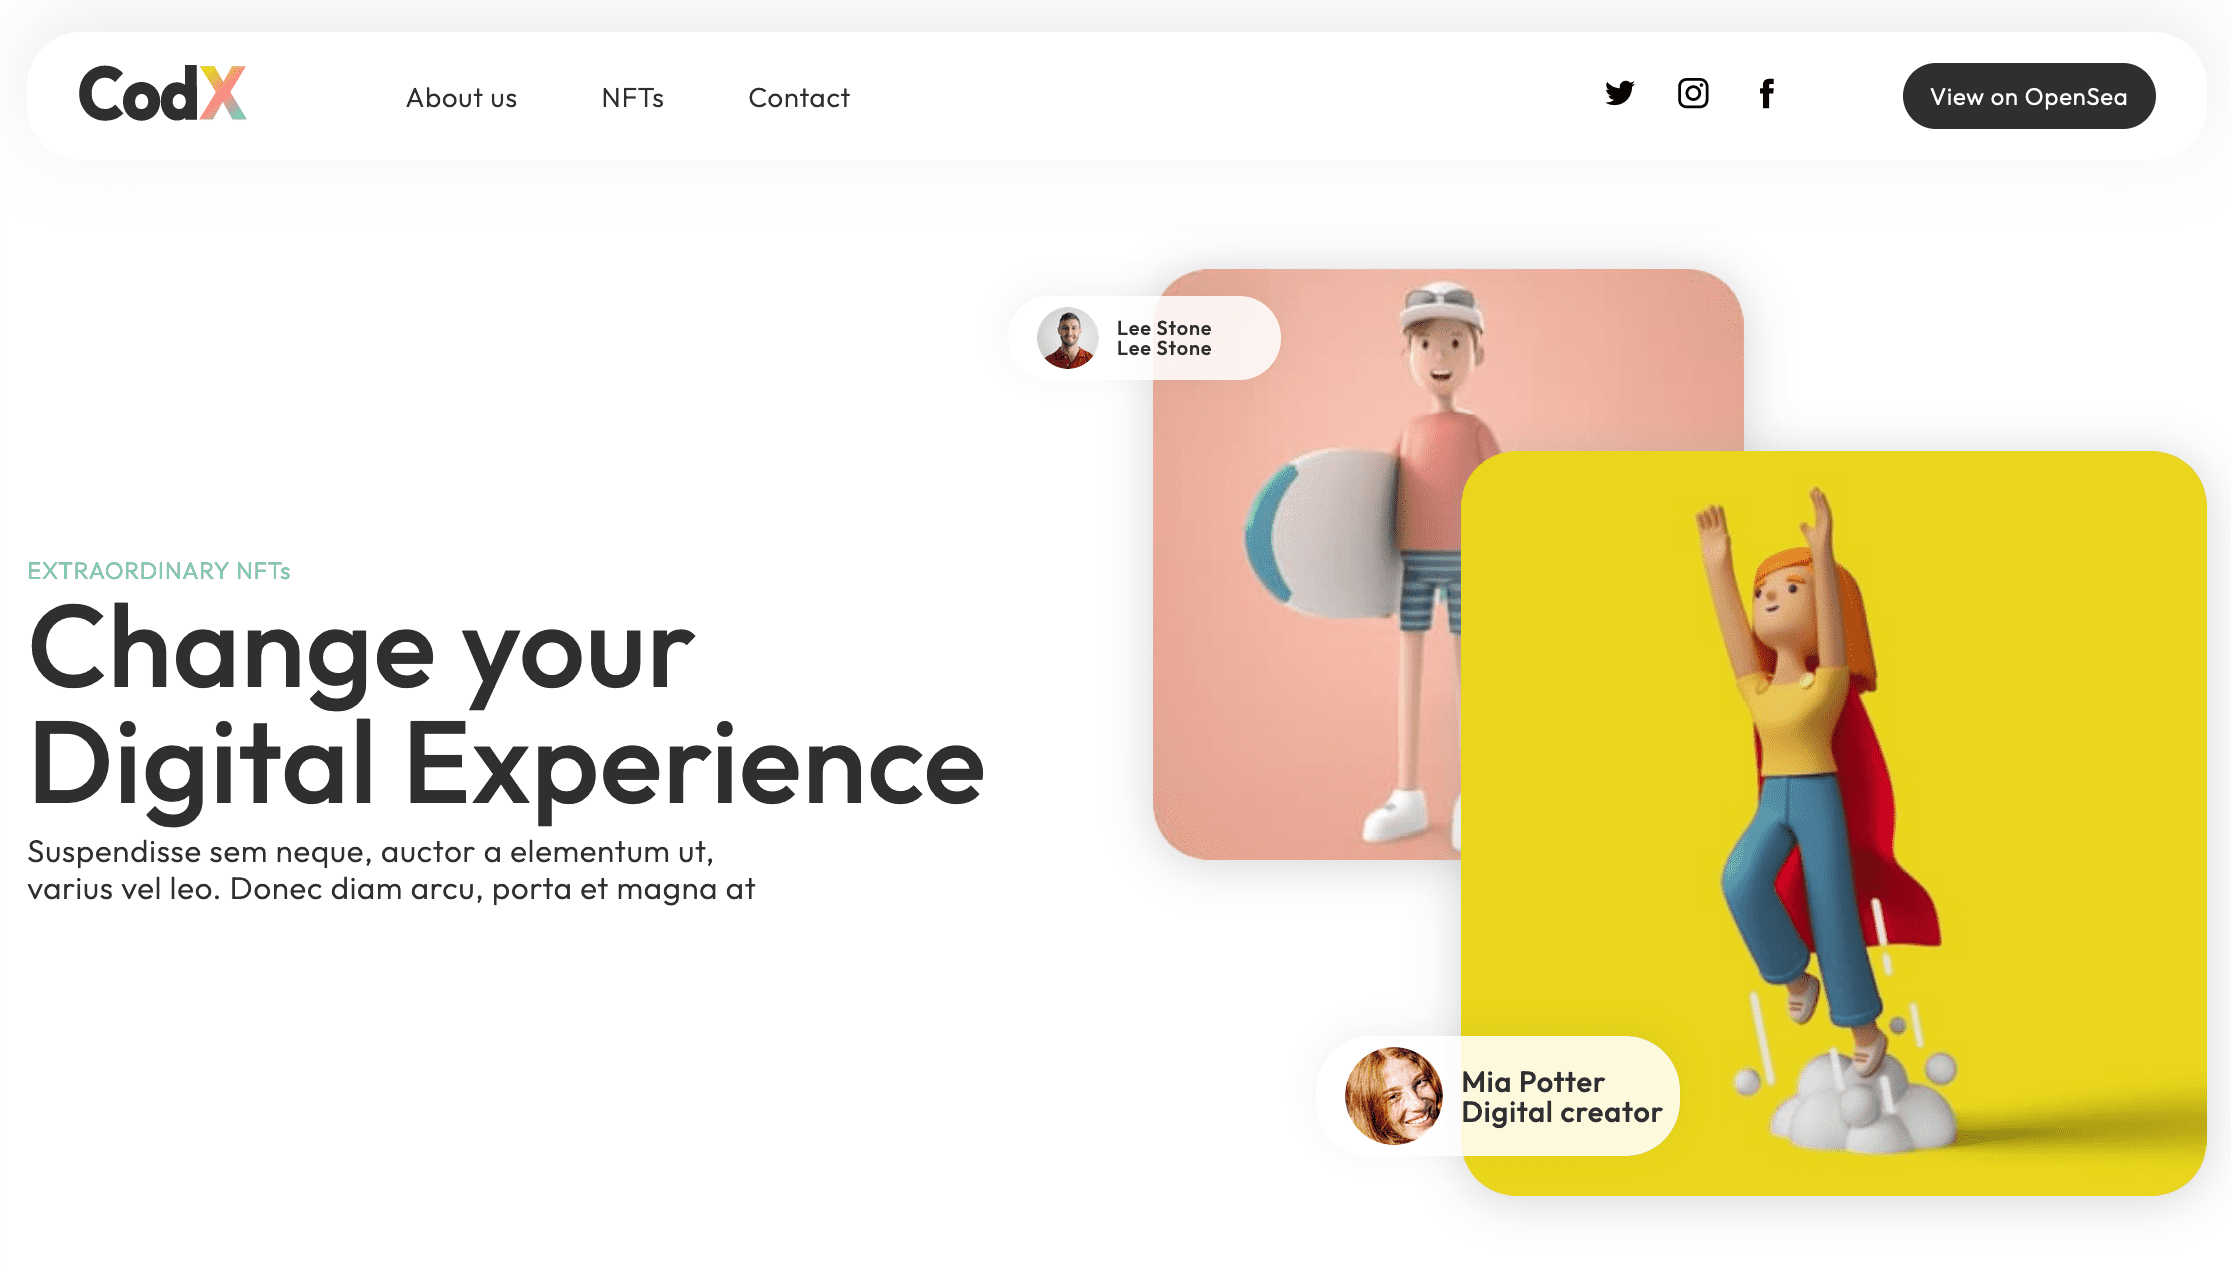 CodX
About us
NFTs
Contact
View on OpenSea
Lee Stone
Lee Stone
EXTRAORDINARY NFTs
Change your
Digital Experience
Suspendisse sem neque, auctor a elementum ut,
varius vel leo. Donec diam arcu, porta et magna at
Mia Potter
Digital creator